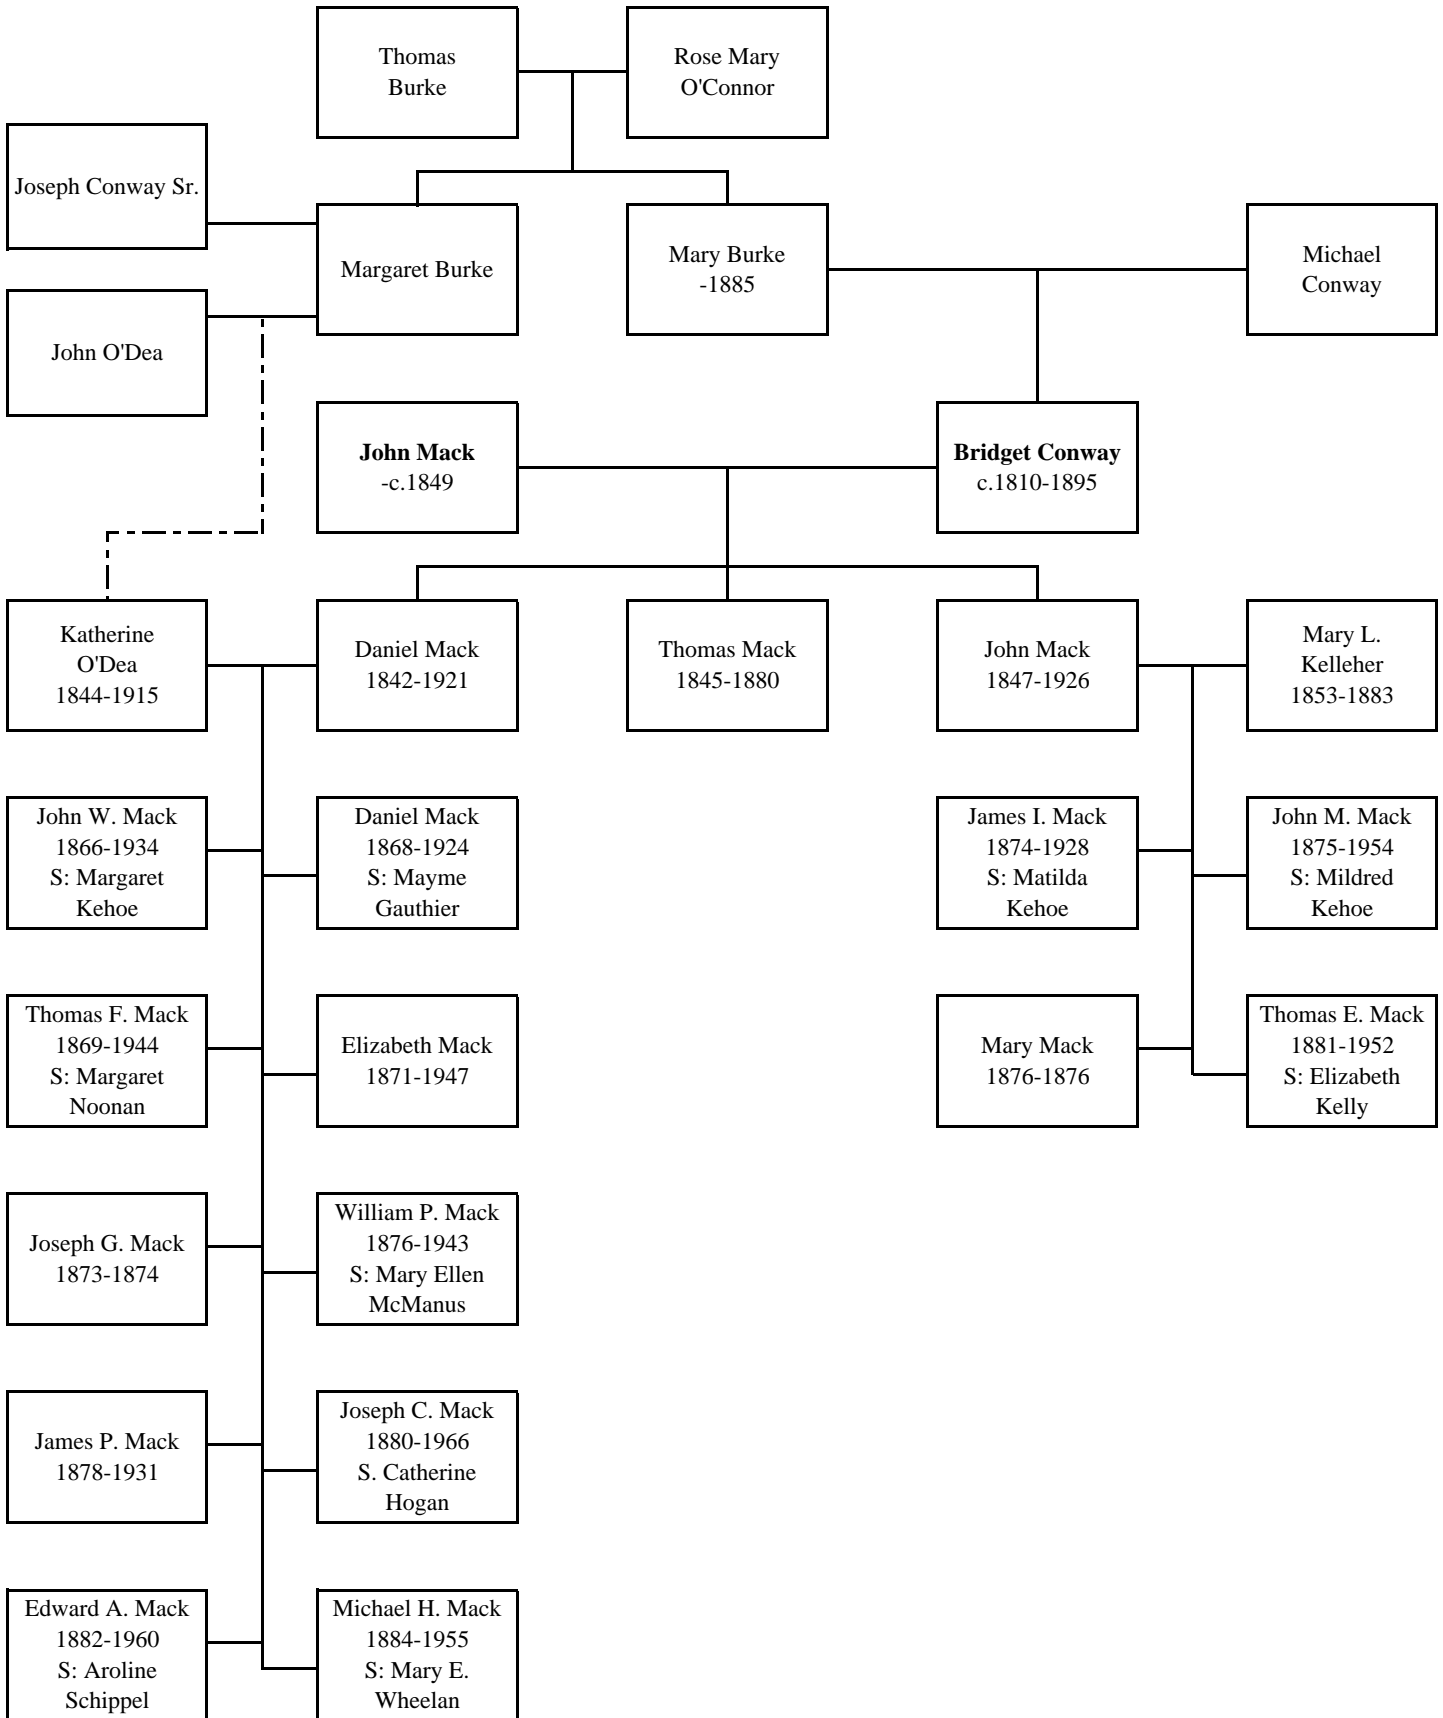 Thomas
Burke
Rose Mary
O'Connor
Joseph Conway Sr.
Margaret Burke
Mary Burke
-1885
Michael
Conway
John O'Dea
John Mack
-c.1849
Bridget Conway
c.1810-1895
Katherine
O'Dea
1844-1915
Daniel Mack
1842-1921
Thomas Mack
1845-1880
John Mack
1847-1926
Mary L.
Kelleher
1853-1883
John W. Mack
1866-1934
S: Margaret
Kehoe
Daniel Mack
1868-1924
S: Mayme
Gauthier
James I. Mack
1874-1928
S: Matilda
Kehoe
John M. Mack
1875-1954
S: Mildred
Kehoe
Thomas F. Mack
1869-1944
S: Margaret
Noonan
Elizabeth Mack
1871-1947
Mary Mack
1876-1876
Thomas E. Mack
1881-1952
S: Elizabeth
Kelly
Joseph G. Mack
1873-1874
William P. Mack
1876-1943
S: Mary Ellen
McManus
James P. Mack
1878-1931
Joseph C. Mack
1880-1966
S. Catherine
Hogan
Edward A. Mack
1882-1960
S: Aroline
Schippel
Michael H. Mack
1884-1955
S: Mary E.
Wheelan